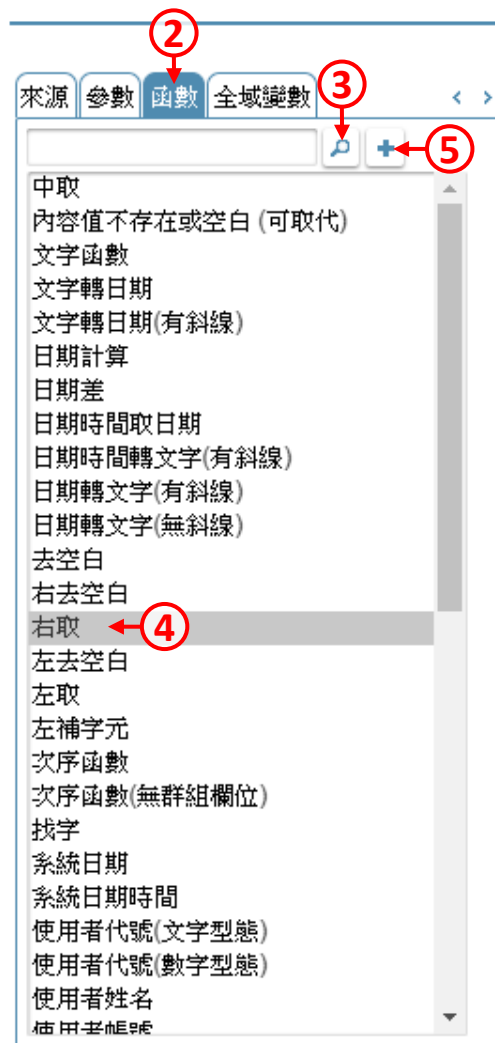 ②
來源 參數 函數 全域變數 ③ < >
⑤
中取
內容值不存在或空白 (可取代)
文字函數
文字轉日期
文字轉日期(有斜線)
日期計算
日期差
日期時間取日期
日期時間轉文字(有斜線)
日期轉文字(有斜線)
日期轉文字(無斜線)
去空白
右去空白
右取 ④
左去空白
左取
左補字元
次序函數
次序函數(無群組欄位)
找字
系統日期
系統日期時間
使用者代號(文字型態)
使用者代號(數字型態)
使用者姓名
使用者帳號